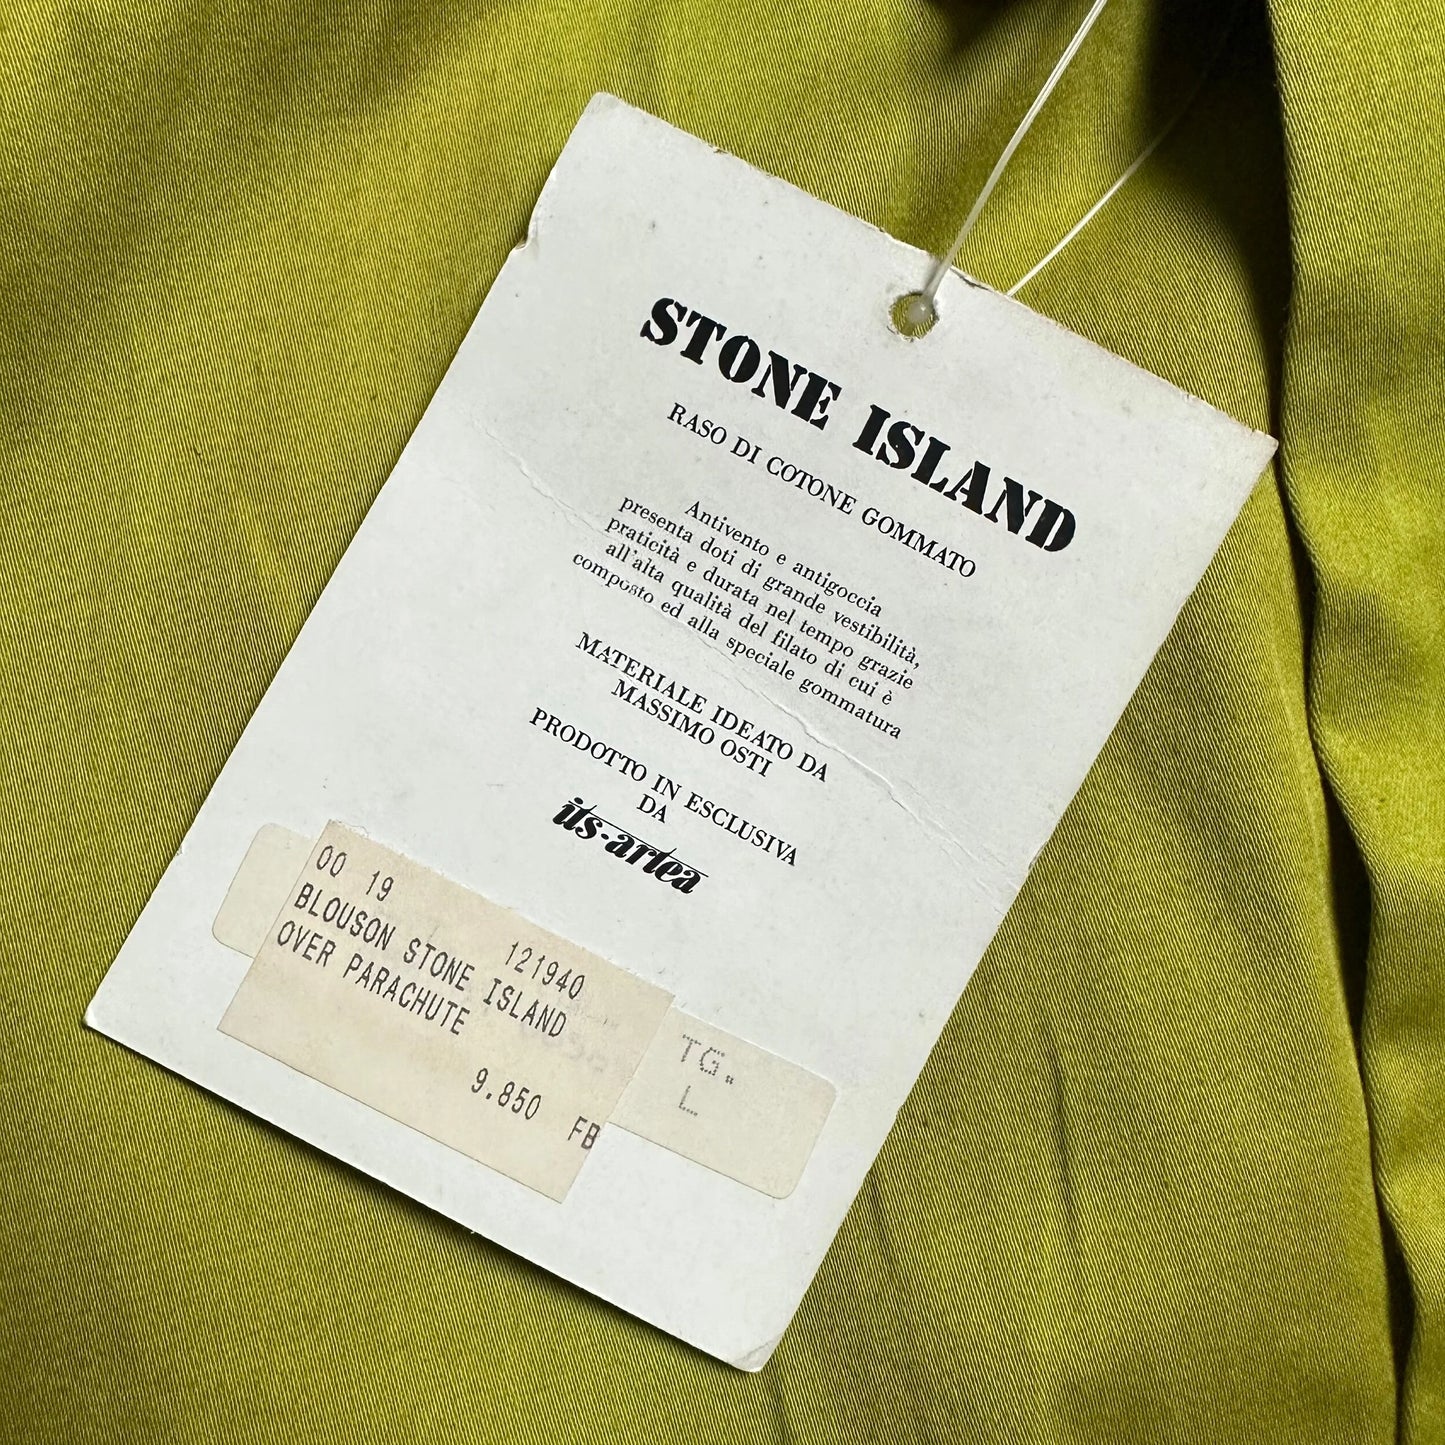 STONE ISLAND
RASO DI COTONE GOMMATO
Antivento e antigoccia
presenta doti di grande vestibilità,
praticità e durata nel tempo grazie
all'alta qualità del filato di cui è
composto ed alla speciale gommatura
MATERIALE IDEATO DA
MASSIMO OSTI
PRODOTTO IN ESCLUSIVA
DA
its·artea
00 19 121940
BLOUSON STONE ISLAND
OVER PARACHUTE
9.850 FB
TG.
L